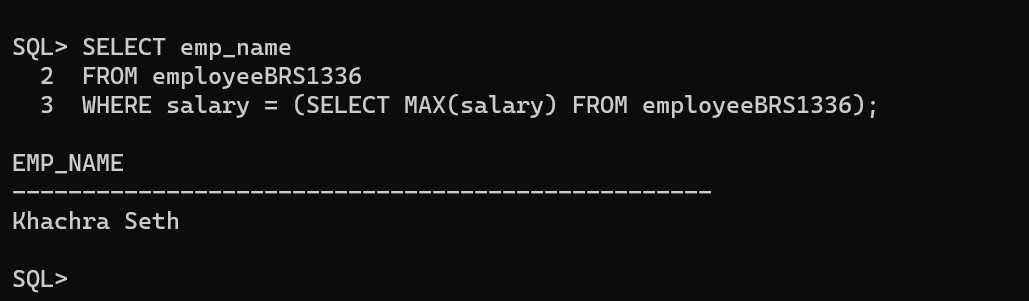 SQL> SELECT emp_name
  2  FROM employeeBRS1336
  3  WHERE salary = (SELECT MAX(salary) FROM employeeBRS1336);
EMP_NAME
--------------------------------------------------
Khachra Seth
SQL>